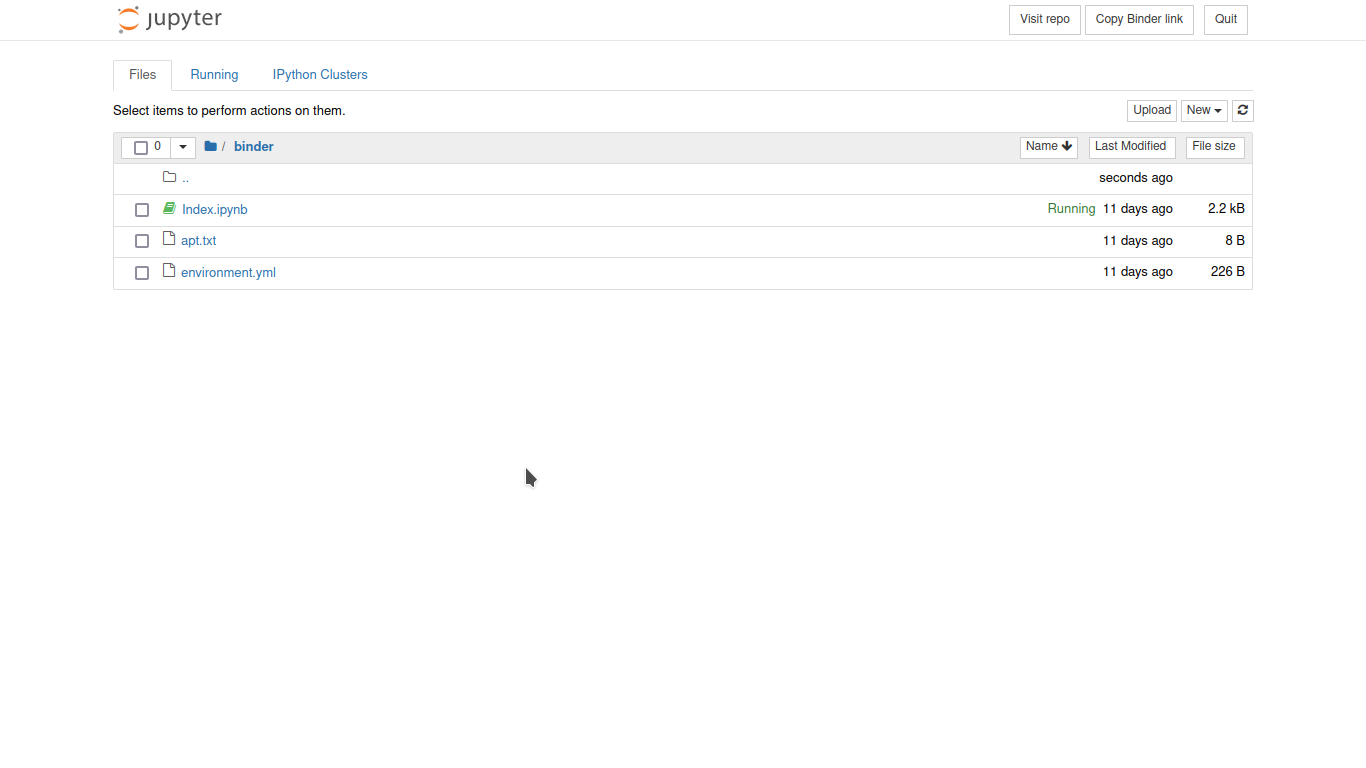 jupyter
Visit repo Copy Binder link Quit
Files Running IPython Clusters
Select items to perform actions on them.
Upload New
0 / binder Name Last Modified File size
.. seconds ago
Index.ipynb Running 11 days ago 2.2 kB
apt.txt 11 days ago 8 B
environment.yml 11 days ago 226 B